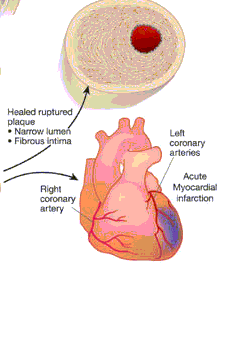 Healed ruptured
plaque
• Narrow lumen
• Fibrous intima
Left
coronary
arteries
Right
coronary
artery
Acute
Myocardial
infarction